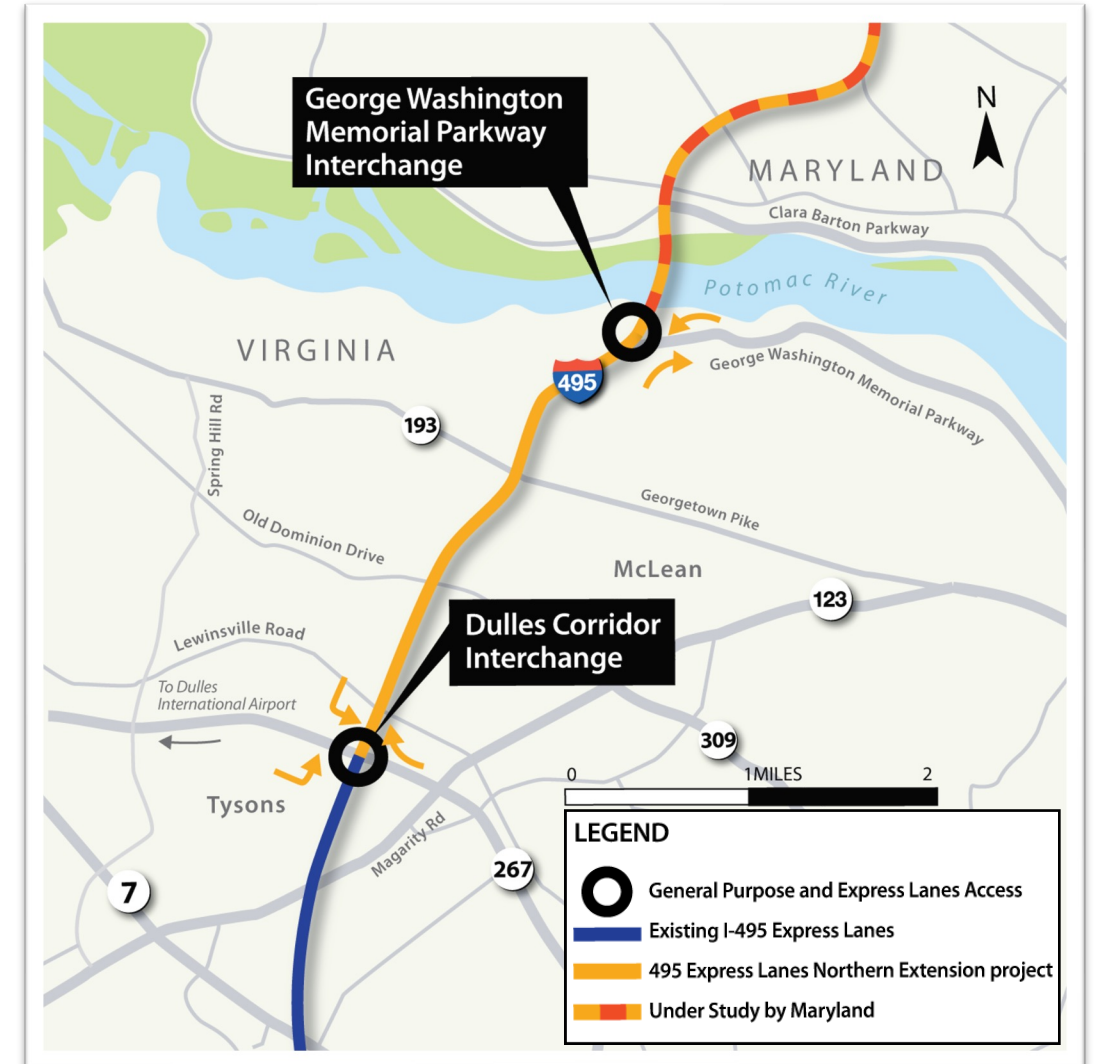 George Washington
Memorial Parkway
Interchange
N
MARYLAND
Clara Barton Parkway
Potomac River
VIRGINIA
495
George Washington Memorial Parkway
193
Spring Hill Rd
Georgetown Pike
Old Dominion Drive
McLean
123
Dulles Corridor
Interchange
Lewinsville Road
To Dulles
International Airport
309
0 1MILES 2
Tysons
Magarity Rd
267
7
LEGEND
General Purpose and Express Lanes Access
Existing I-495 Express Lanes
495 Express Lanes Northern Extension project
Under Study by Maryland